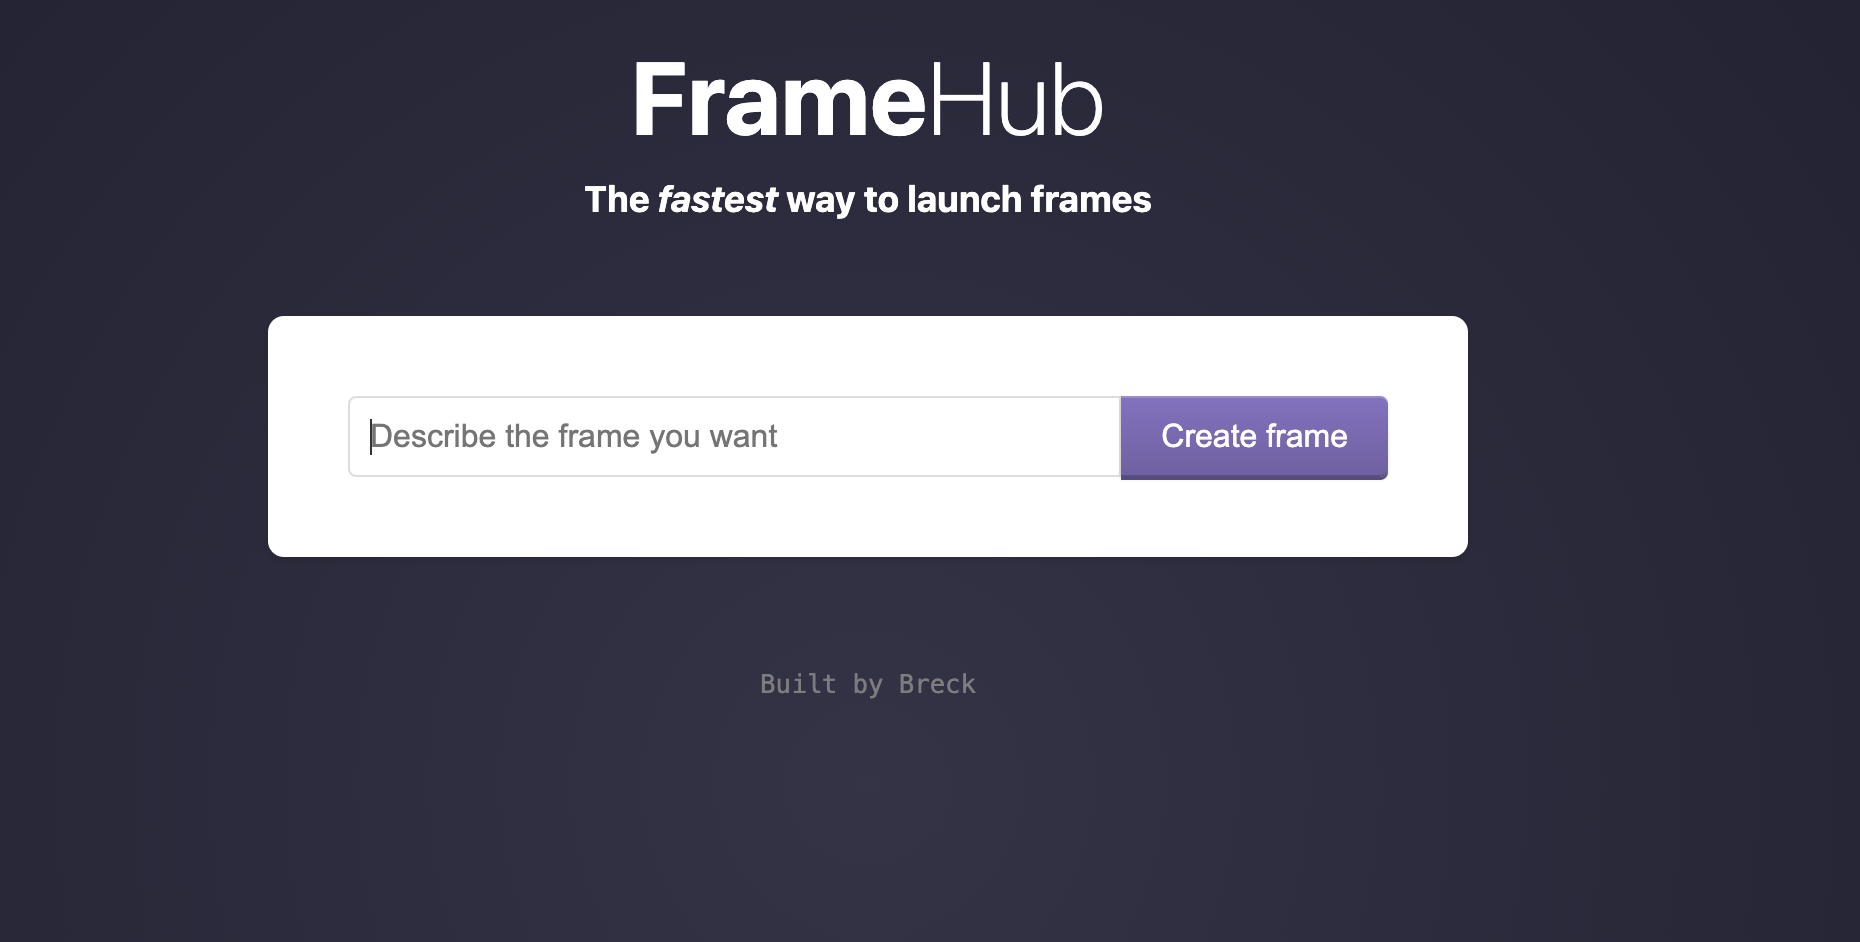 FrameHub
The fastest way to launch frames
Describe the frame you want
Create frame
Built by Breck